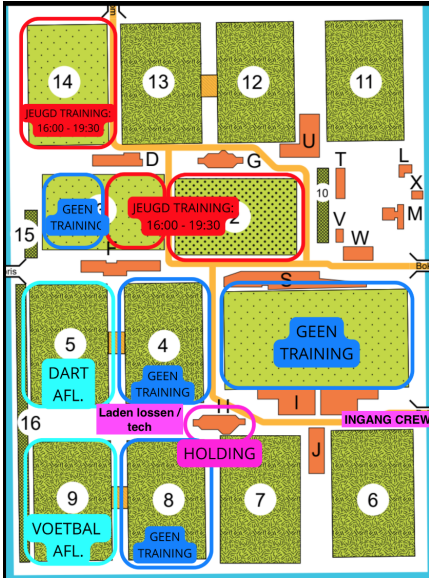 14
13
12
11
JEUGD TRAINING:
16:00 - 19:30
U
D
G
T
L
X
10
M
V
W
GEEN
TRAINING
JEUGD TRAINING:
16:00 - 19:30
2
15
F
S
5
4
GEEN
TRAINING
DART
AFL.
GEEN
TRAINING
I
Laden lossen /
tech
H
INGANG CREW
16
HOLDING
J
9
8
7
6
VOETBAL
AFL.
GEEN
TRAINING